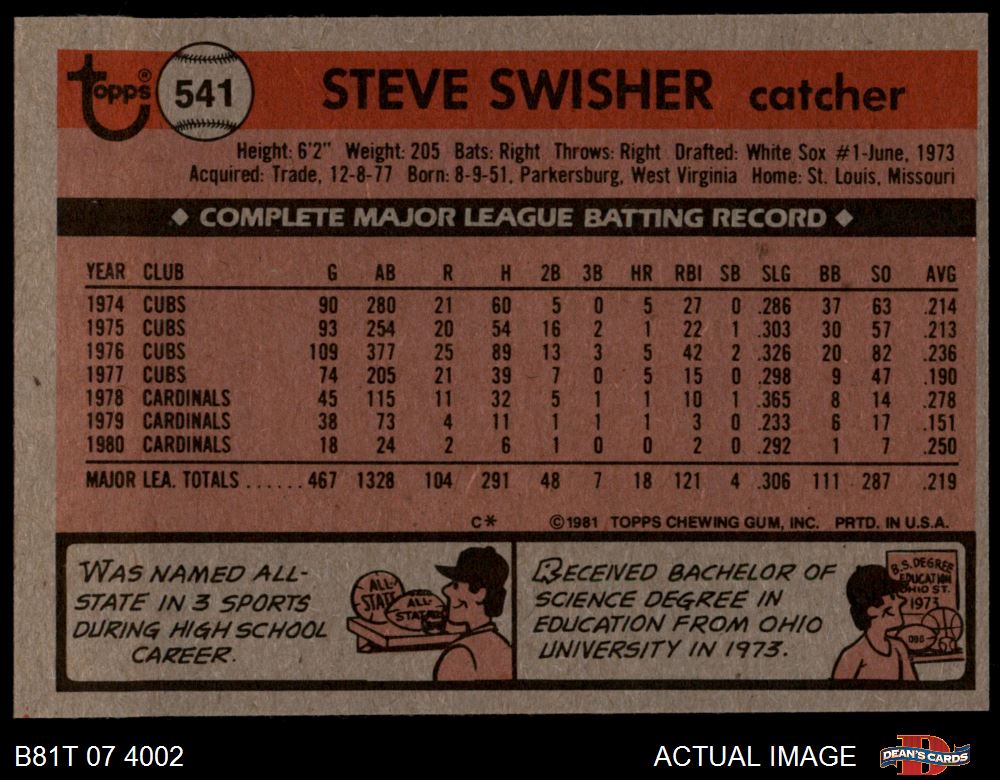 Topps® 541 STEVE SWISHER catcher
Height: 6'2" Weight: 205 Bats: Right Throws: Right Drafted: White Sox #1-June, 1973
Acquired: Trade, 12-8-77 Born: 8-9-51, Parkersburg, West Virginia Home: St. Louis, Missouri
◆ COMPLETE MAJOR LEAGUE BATTING RECORD ◆
YEAR CLUB G AB R H 2B 3B HR RBI SB SLG BB SO AVG
1974 CUBS 90 280 21 60 5 0 5 27 0 .286 37 63 .214
1975 CUBS 93 254 20 54 16 2 1 22 1 .303 30 57 .213
1976 CUBS 109 377 25 89 13 3 5 42 2 .326 20 82 .236
1977 CUBS 74 205 21 39 7 0 5 15 0 .298 9 47 .190
1978 CARDINALS 45 115 11 32 5 1 1 10 1 .365 8 14 .278
1979 CARDINALS 38 73 4 11 1 1 1 3 0 .233 6 17 .151
1980 CARDINALS 18 24 2 6 1 0 0 2 0 .292 1 7 .250
MAJOR LEA. TOTALS ...... 467 1328 104 291 48 7 18 121 4 .306 111 287 .219
C* ©1981 TOPPS CHEWING GUM, INC. PRTD. IN U.S.A.
WAS NAMED ALL-
STATE IN 3 SPORTS
DURING HIGH SCHOOL
CAREER.
ALL-
STATE
ALL-
STATE
RECEIVED BACHELOR OF
SCIENCE DEGREE IN
EDUCATION FROM OHIO
UNIVERSITY IN 1973.
B.S. DEGREE
EDUCATION
OHIO ST.
1973
B81T 07 4002 ACTUAL IMAGE DEAN'S CARDS